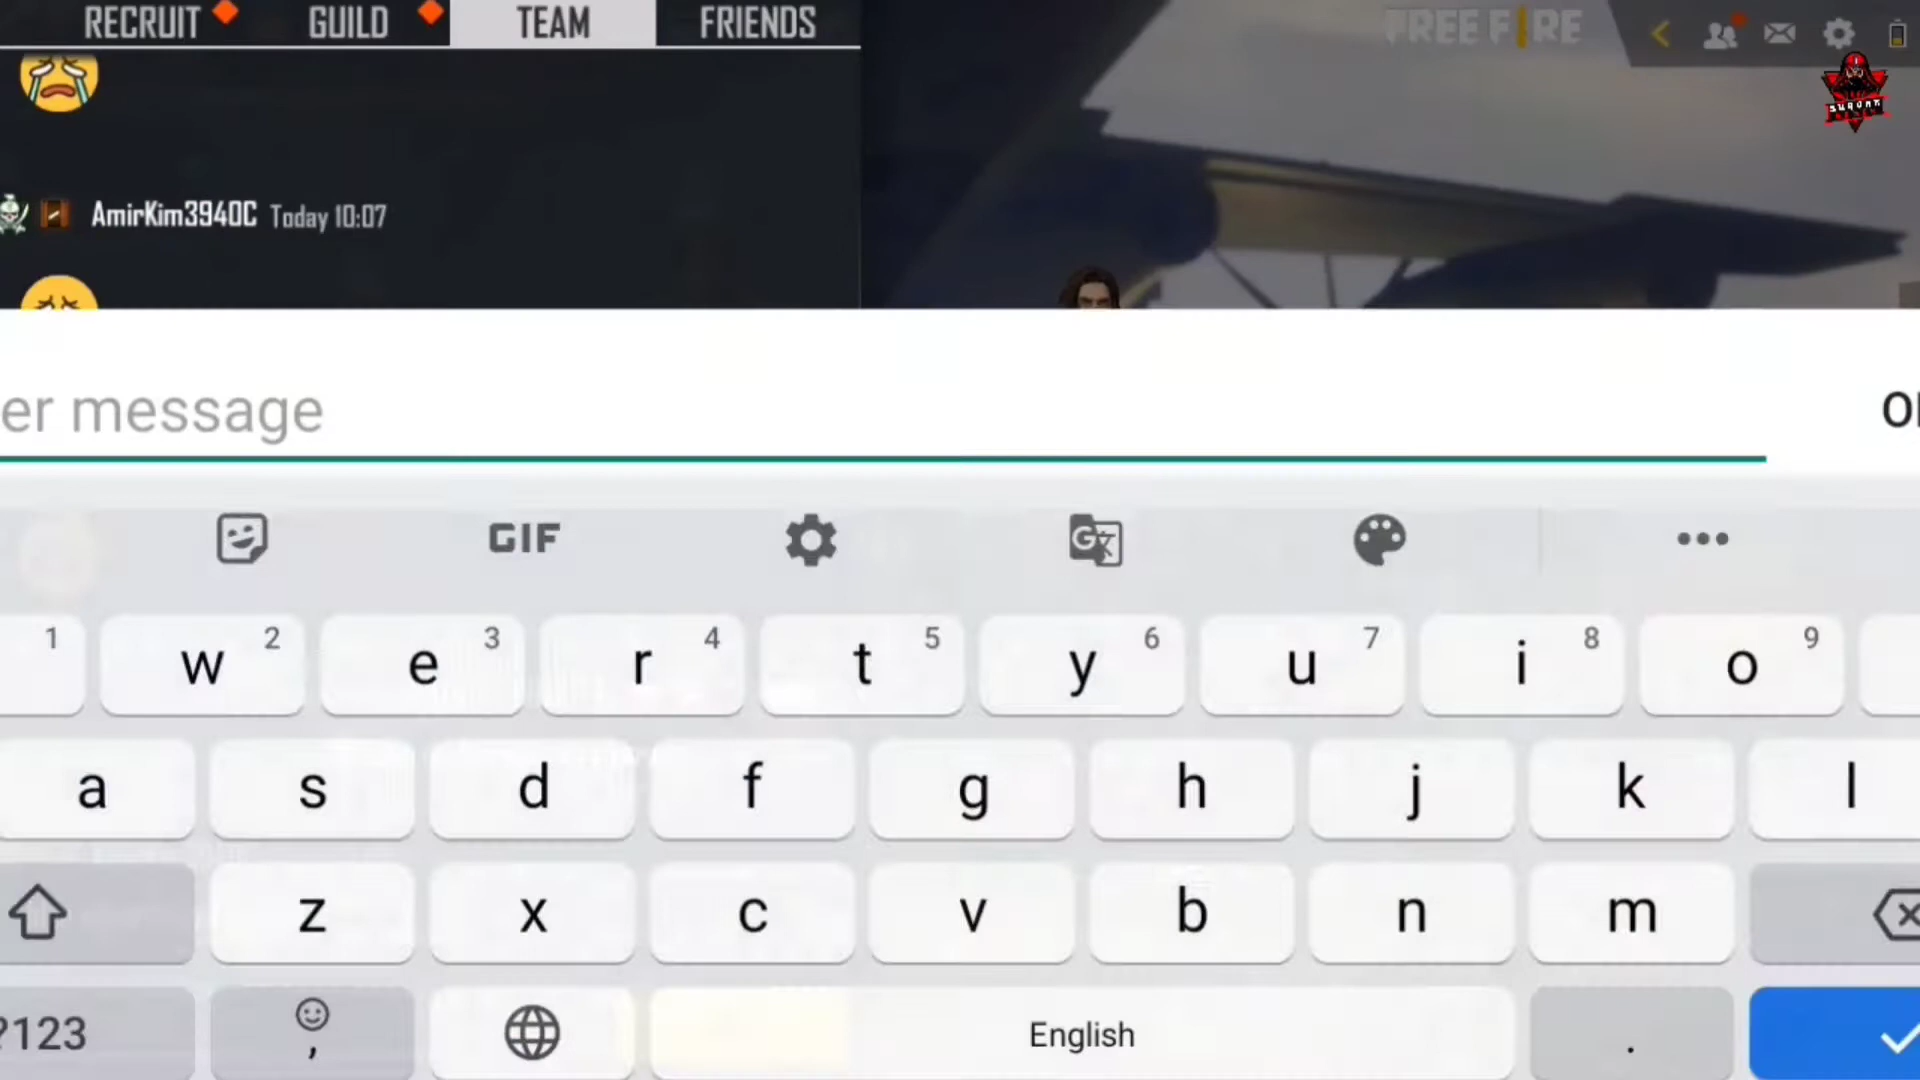 RECRUIT GUILD TEAM FRIENDS
FREE FIRE
AmirKim3940C Today 10:07
er message
GIF
1 w 2 e 3 r 4 t 5 y 6 u 7 i 8 o 9
a s d f g h j k l
z x c v b n m
?123 , English .